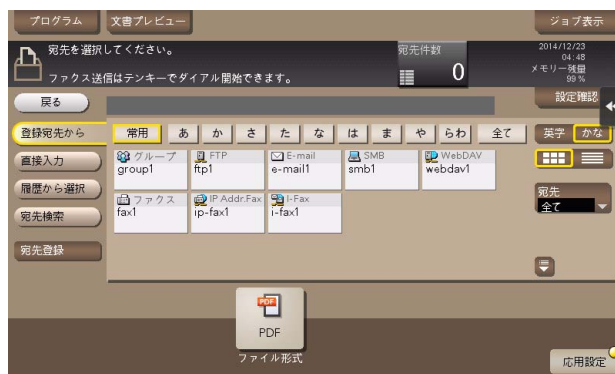 プログラム
文書プレビュー
ジョブ表示
宛先を選択してください。
ファクス送信はテンキーでダイアル開始できます。
宛先件数
0
2014/12/23
04:48
メモリー残量
99 %
戻る
設定確認
登録宛先から
常用 あ か さ た な は ま や らわ 全て
英字 かな
直接入力
履歴から選択
宛先検索
宛先登録
グループ
group1
FTP
ftp1
E-mail
e-mail1
SMB
smb1
WebDAV
webdav1
ファクス
fax1
IP Addr.Fax
ip-fax1
I-Fax
i-fax1
宛先
全て
PDF
PDF
ファイル形式
応用設定